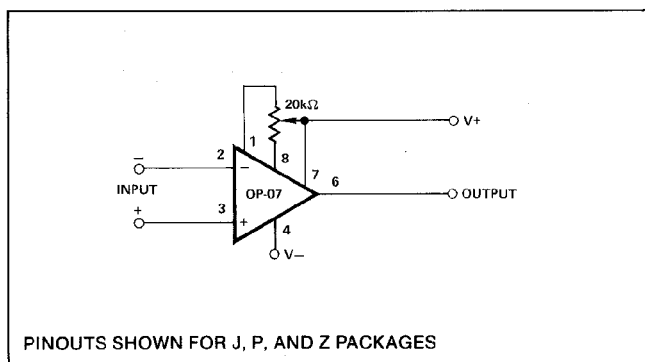 20kΩ
V+
1
8
7
2
−
−
6
INPUT
OP-07
OUTPUT
+
3
+
4
V−
PINOUTS SHOWN FOR J, P, AND Z PACKAGES